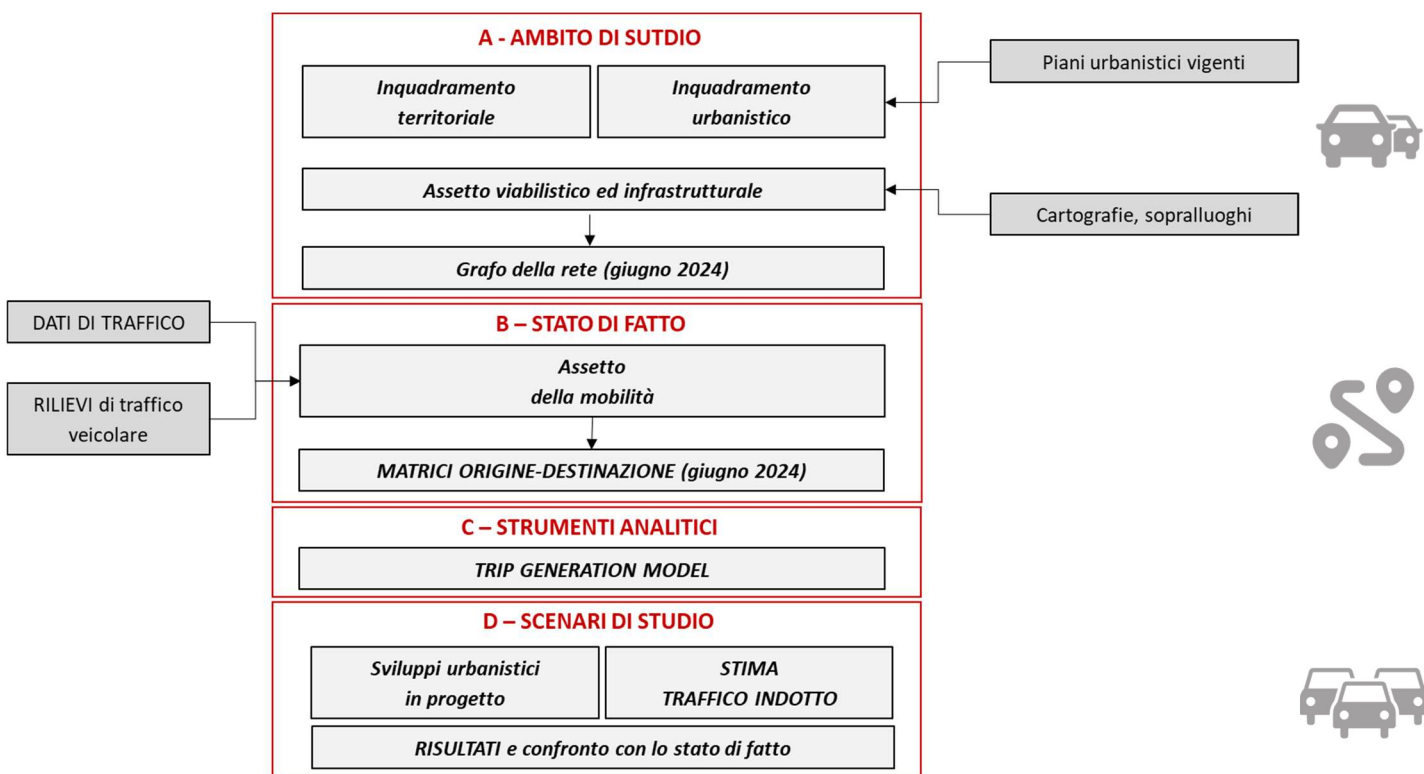 A - AMBITO DI SUTDIO
Inquadramento
territoriale
Inquadramento
urbanistico
Piani urbanistici vigenti
Assetto viabilistico ed infrastrutturale
Cartografie, sopralluoghi
Grafo della rete (giugno 2024)
DATI DI TRAFFICO
RILIEVI di traffico
veicolare
B – STATO DI FATTO
Assetto
della mobilità
MATRICI ORIGINE-DESTINAZIONE (giugno 2024)
C – STRUMENTI ANALITICI
TRIP GENERATION MODEL
D – SCENARI DI STUDIO
Sviluppi urbanistici
in progetto
STIMA
TRAFFICO INDOTTO
RISULTATI e confronto con lo stato di fatto